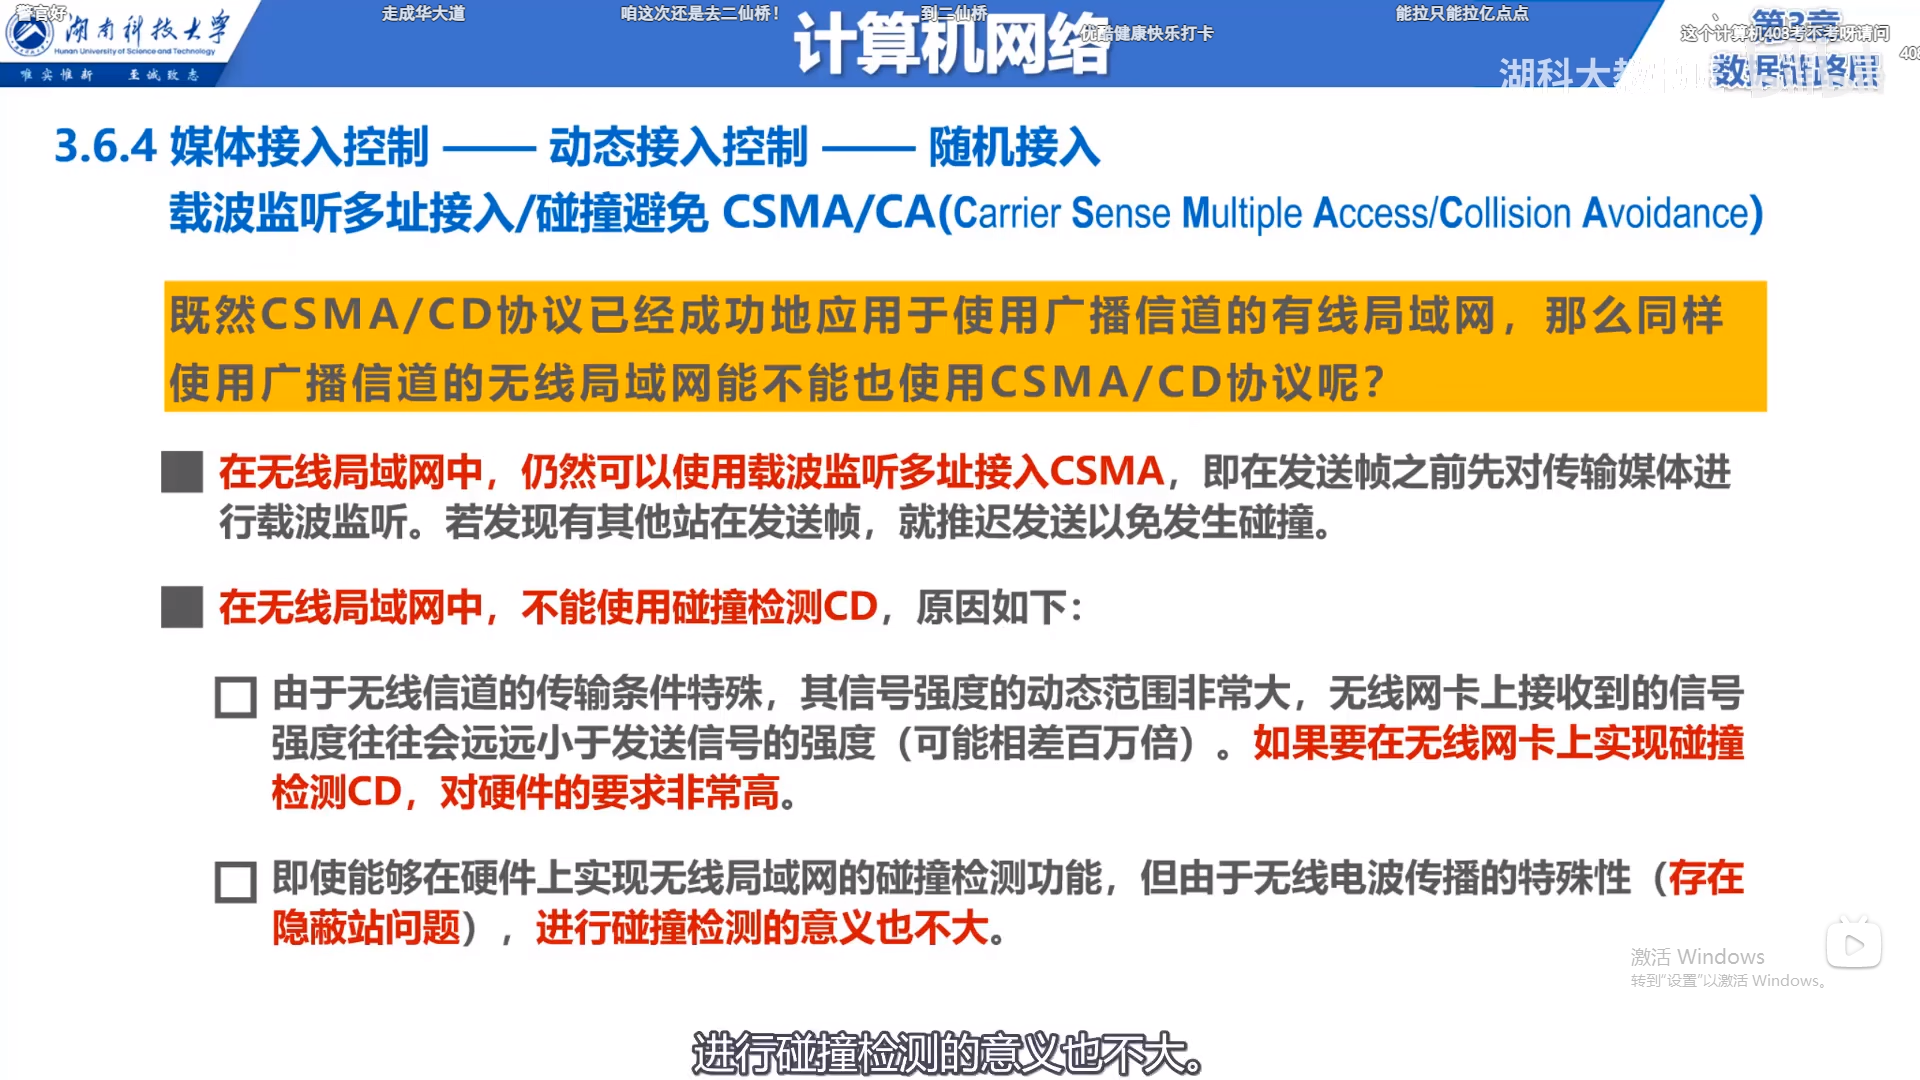 警官好
走成华大道
咱这次还是去二仙桥！
到二仙桥
优酷健康快乐打卡
能拉只能拉亿点点
这个计算机408考不考呀请问
408
湖南科技大学
Hunan University of Science and Technology
唯实惟新 至诚致志
计算机网络
第3章
数据链路层
湖科大教书匠
3.6.4 媒体接入控制 —— 动态接入控制 —— 随机接入
载波监听多址接入/碰撞避免 CSMA/CA(Carrier Sense Multiple Access/Collision Avoidance)
既然CSMA/CD协议已经成功地应用于使用广播信道的有线局域网，那么同样
使用广播信道的无线局域网能不能也使用CSMA/CD协议呢？
在无线局域网中，仍然可以使用载波监听多址接入CSMA，即在发送帧之前先对传输媒体进
行载波监听。若发现有其他站在发送帧，就推迟发送以免发生碰撞。
在无线局域网中，不能使用碰撞检测CD，原因如下：
由于无线信道的传输条件特殊，其信号强度的动态范围非常大，无线网卡上接收到的信号
强度往往会远远小于发送信号的强度（可能相差百万倍）。如果要在无线网卡上实现碰撞
检测CD，对硬件的要求非常高。
即使能够在硬件上实现无线局域网的碰撞检测功能，但由于无线电波传播的特殊性（存在
隐蔽站问题），进行碰撞检测的意义也不大。
激活 Windows
转到“设置”以激活 Windows。
进行碰撞检测的意义也不大。